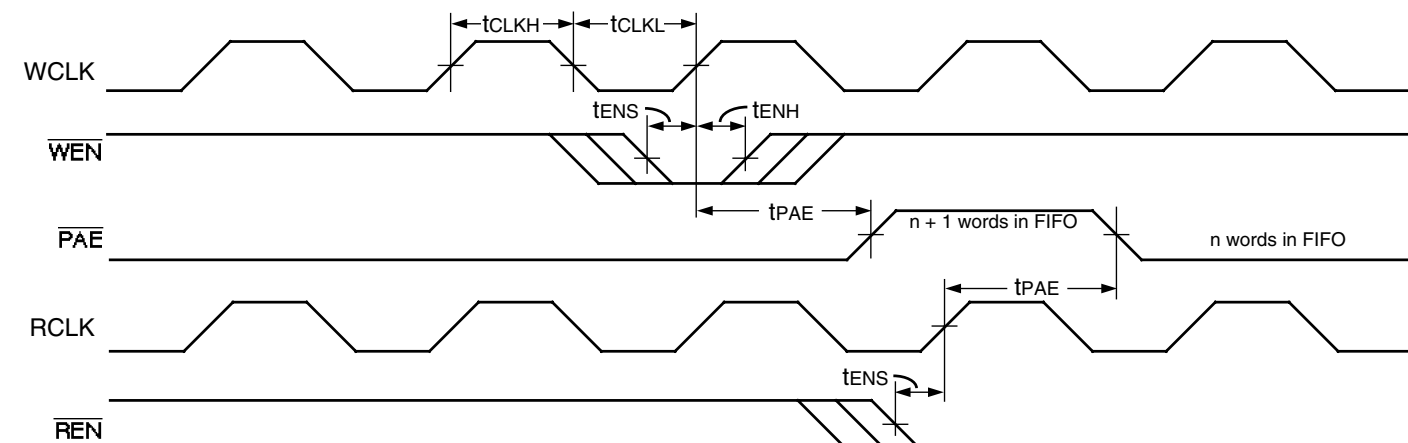 tCLKH
tCLKL
WCLK
tENS
tENH
WEN
tPAE
n + 1 words in FIFO
PAE
n words in FIFO
tPAE
RCLK
tENS
REN